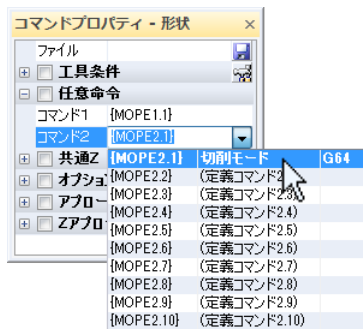 コマンドプロパティ - 形状 ×
ファイル
工具条件
任意命令
コマンド1 {MOPE1.1}
コマンド2 {MOPE2.1}
共通Z {MOPE2.1} 切削モード G64
オプション {MOPE2.2} (定義コマンド2.2)
アプロー {MOPE2.3} (定義コマンド2.3)
{MOPE2.4} (定義コマンド2.4)
Zアプロ {MOPE2.5} (定義コマンド2.5)
{MOPE2.6} (定義コマンド2.6)
{MOPE2.7} (定義コマンド2.7)
{MOPE2.8} (定義コマンド2.8)
{MOPE2.9} (定義コマンド2.9)
{MOPE2.10} (定義コマンド2.10)